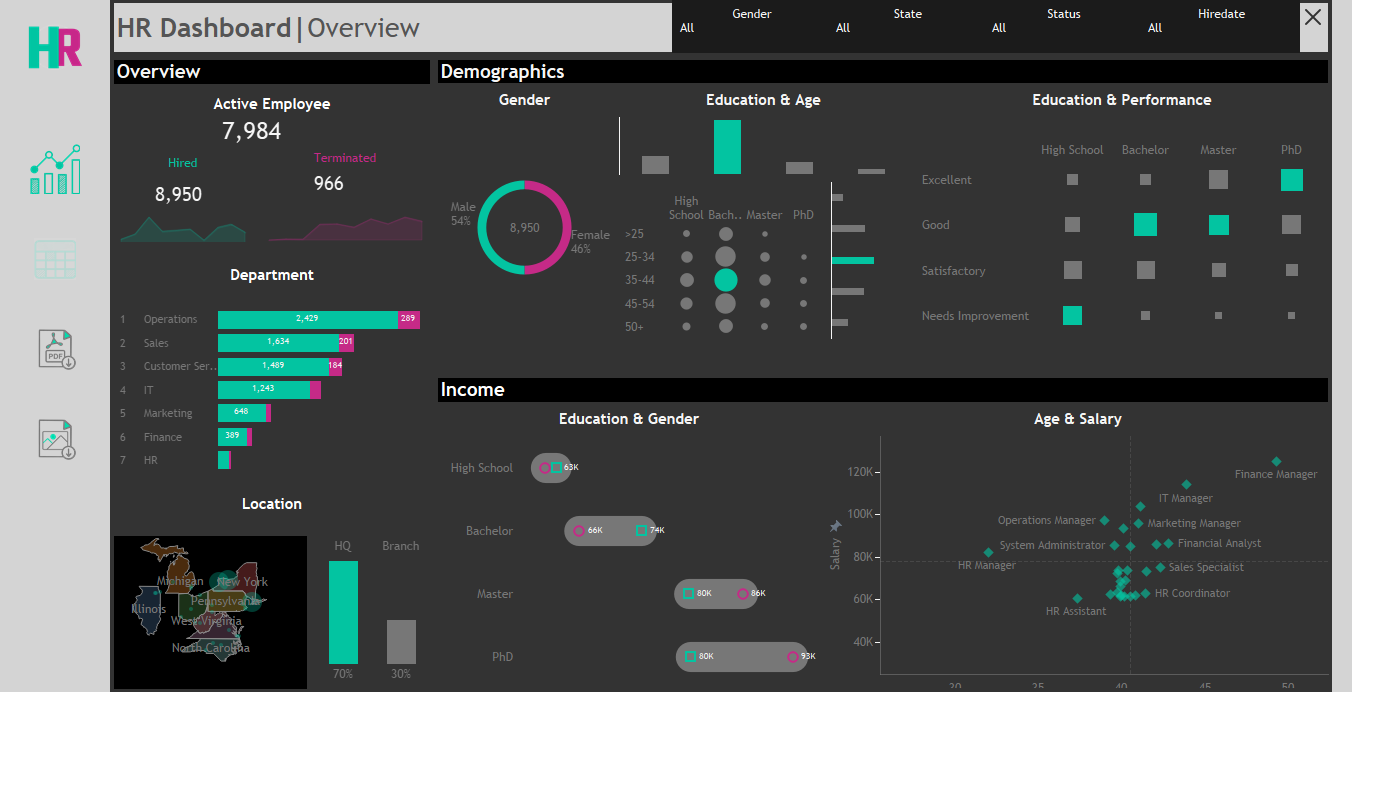 HR
HR Dashboard|Overview
Gender
State
Status
Hiredate
All
All
All
All
Overview
Active Employee
7,984
Hired
Terminated
8,950
966
Department
1 Operations 2,429 289
2 Sales 1,634 201
3 Customer Ser.. 1,489 184
4 IT 1,243
5 Marketing 648
6 Finance 389
7 HR
Location
Michigan
New York
Illinois
Pennsylvania
West Virginia
North Carolina
HQ
Branch
70%
30%
Demographics
Gender
Male
54%
8,950
Female
46%
Education & Age
High
School Bach.. Master PhD
>25
25-34
35-44
45-54
50+
Education & Performance
High School Bachelor Master PhD
Excellent
Good
Satisfactory
Needs Improvement
Income
Education & Gender
High School 63K
Bachelor 66K 74K
Master 80K 86K
PhD 80K 93K
Age & Salary
Salary
120K
100K
80K
60K
40K
Finance Manager
IT Manager
Operations Manager
Marketing Manager
System Administrator
Financial Analyst
HR Manager
Sales Specialist
HR Coordinator
HR Assistant
35
40
45
50
PDF